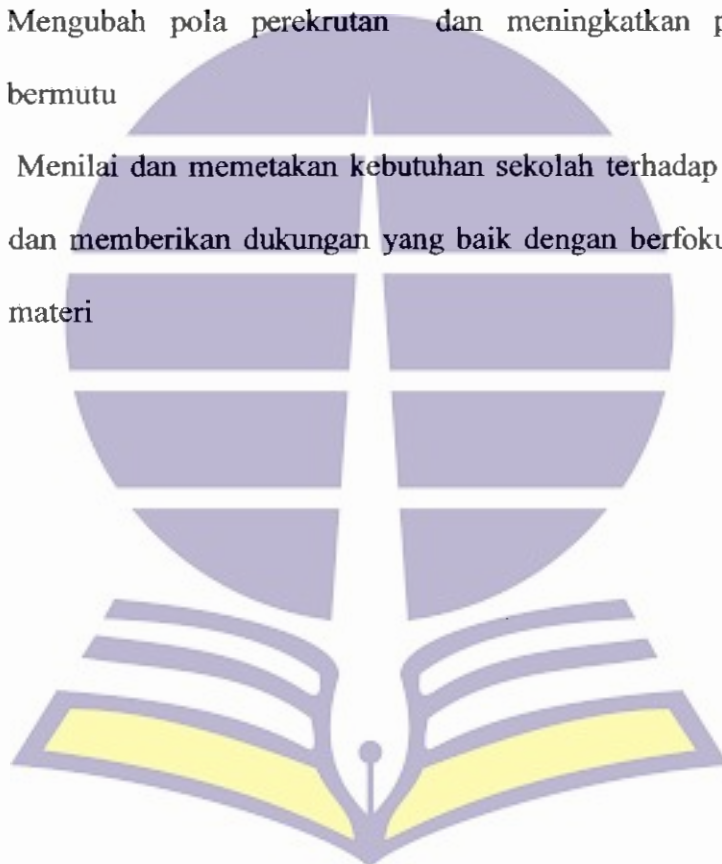 Mengubah pola perekrutan dan meningkatkan
bermutu
Menilai dan memetakan kebutuhan sekolah terhadap
dan memberikan dukungan yang baik dengan
materi